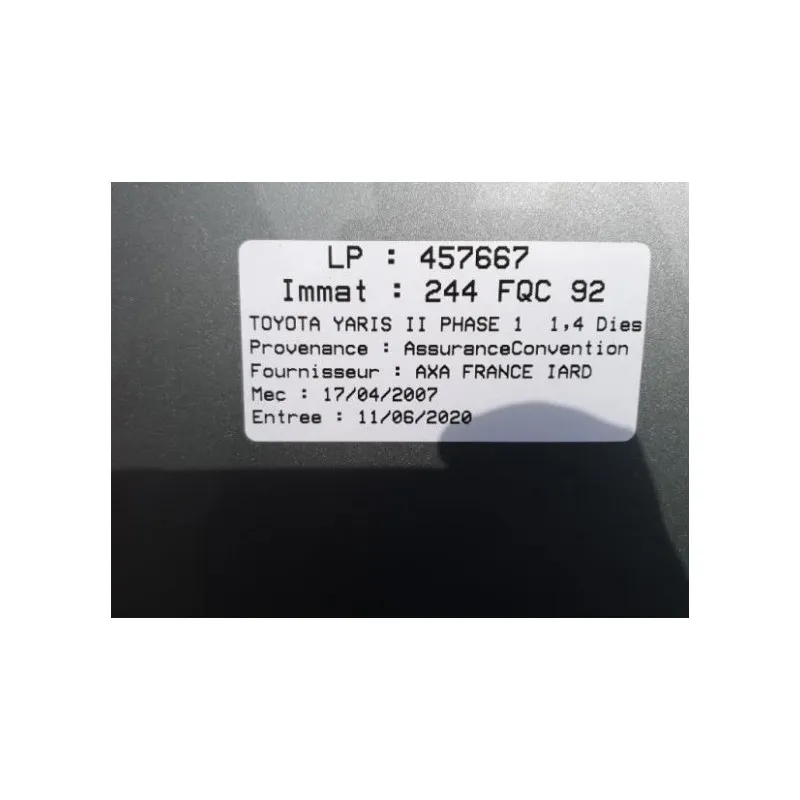 LP : 457667
Immat : 244 FQC 92
TOYOTA YARIS II PHASE 1 1,4 Dies
Provenance : AssuranceConvention
Fournisseur : AXA FRANCE IARD
Mec : 17/04/2007
Entree : 11/06/2020